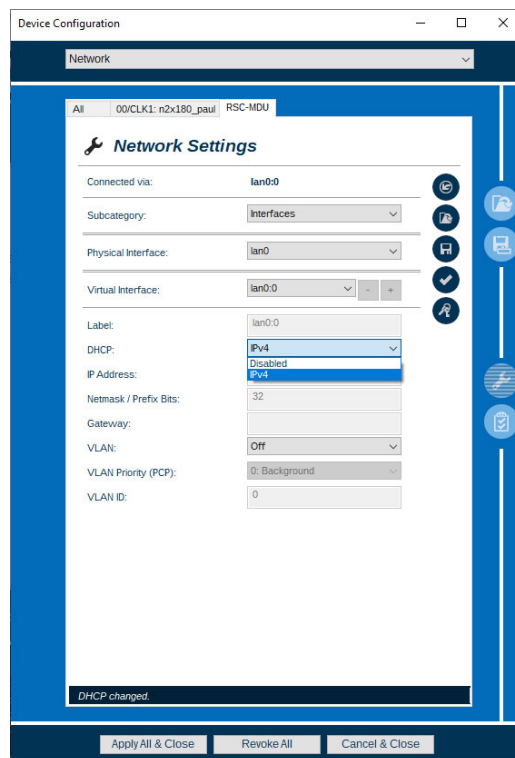 Device Configuration
Network
All 00/CLK1: n2x180_paul RSC-MDU
Network Settings
Connected via: lan0:0
Subcategory: Interfaces
Physical Interface: lan0
Virtual Interface: lan0:0 - +
Label: lan0:0
DHCP: IPv4
Disabled
IP Address: IPv4
Netmask / Prefix Bits: 32
Gateway:
VLAN: Off
VLAN Priority (PCP): 0: Background
VLAN ID: 0
DHCP changed.
Apply All & Close Revoke All Cancel & Close